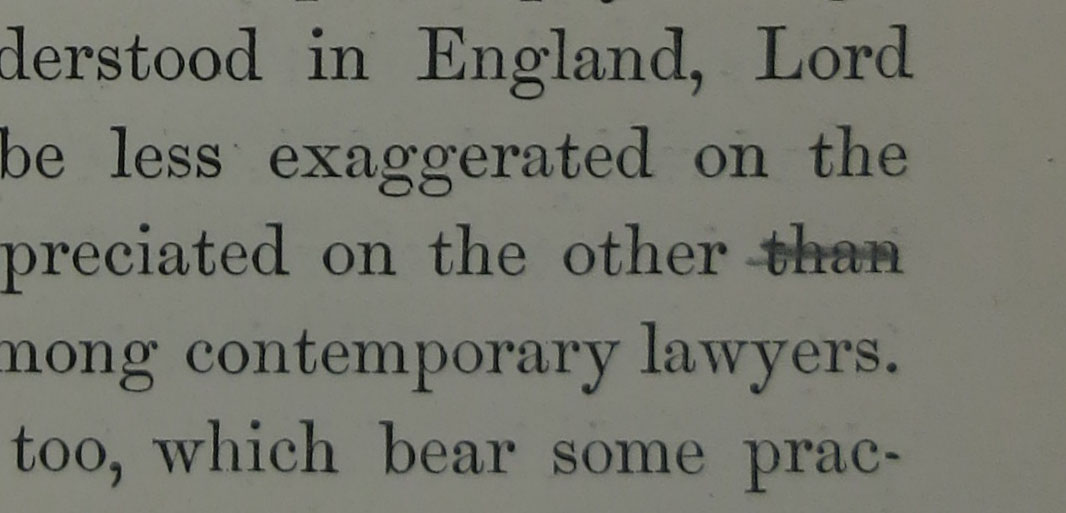 derstood in England, Lord
be less exaggerated on the
preciated on the other than
mong contemporary lawyers.
too, which bear some prac-